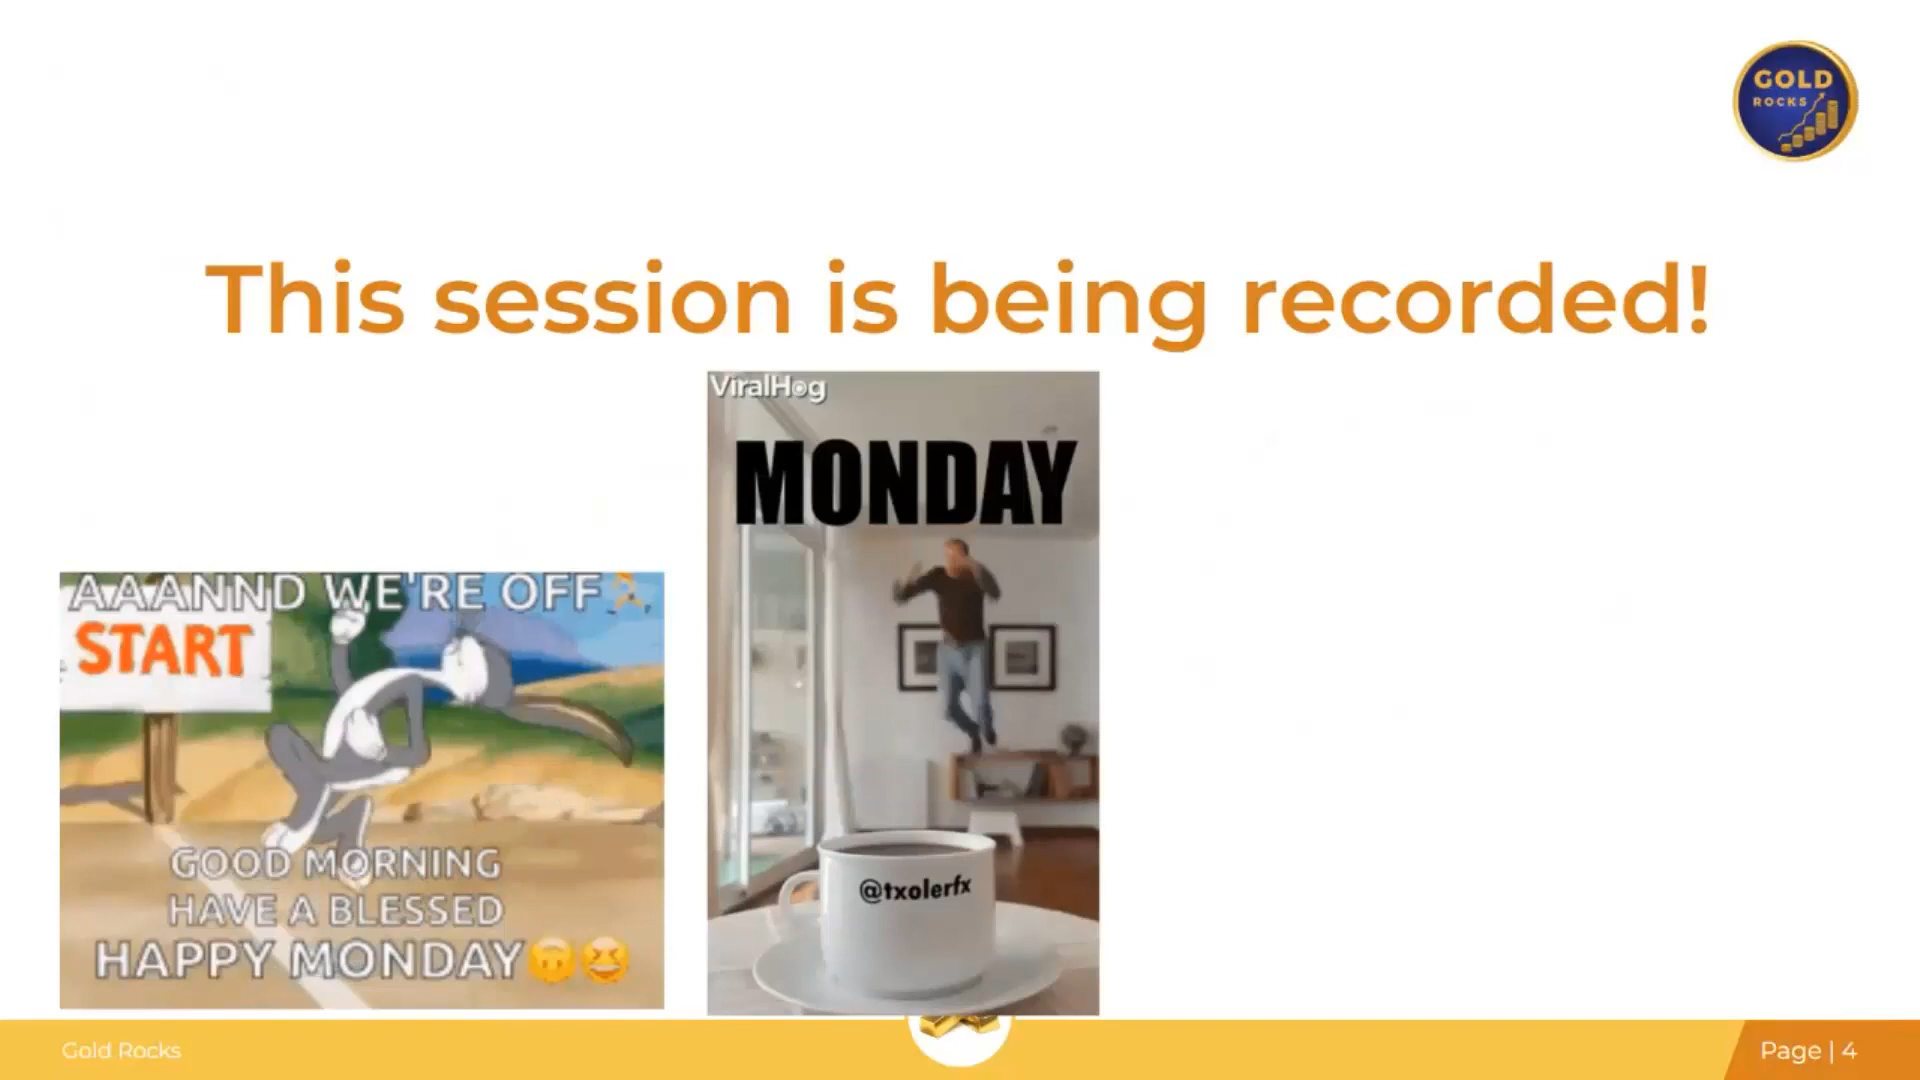 GOLD
ROCKS
This session is being recorded!
ViralHog
MONDAY
@txolerfx
AAANND WE'RE OFF🏃
START
GOOD MORNING
HAVE A BLESSED
HAPPY MONDAY🙃😆
Gold Rocks
Page | 4